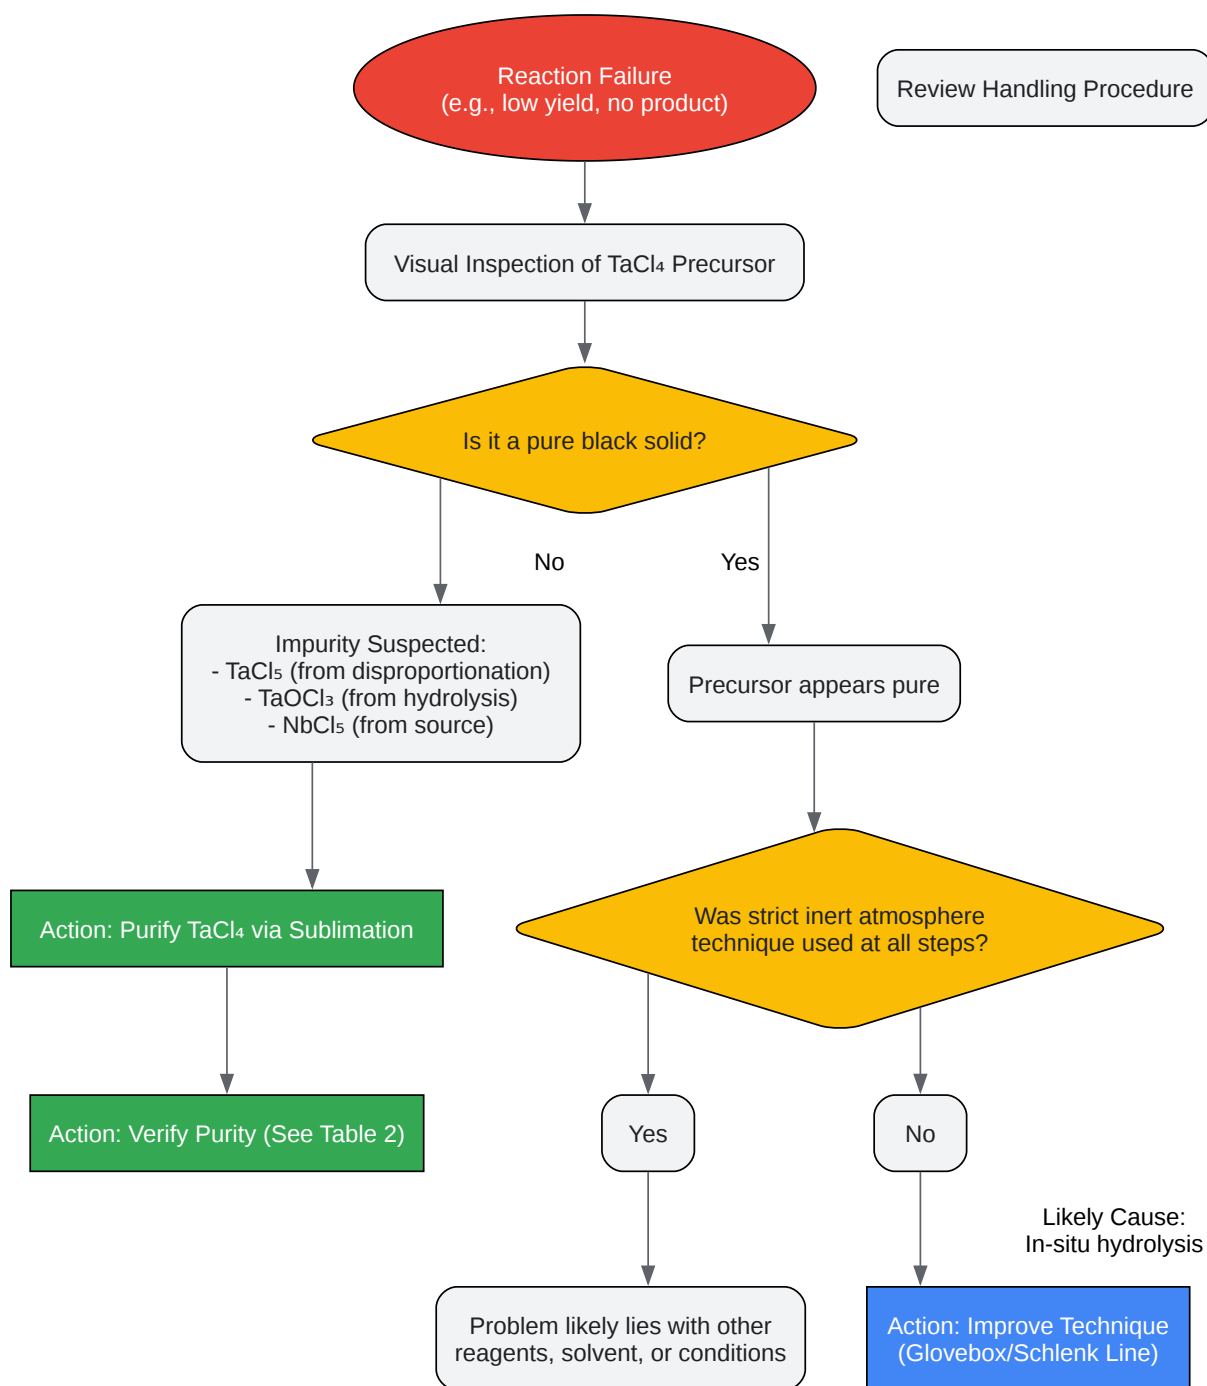 Reaction Failure
(e.g., low yield, no product)
Review Handling Procedure
Visual Inspection of TaCl₄ Precursor
Is it a pure black solid?
No
Yes
Impurity Suspected:
- TaCl₅ (from disproportionation)
- TaOCl₃ (from hydrolysis)
- NbCl₅ (from source)
Precursor appears pure
Action: Purify TaCl₄ via Sublimation
Was strict inert atmosphere
technique used at all steps?
Action: Verify Purity (See Table 2)
Yes
No
Likely Cause:
In-situ hydrolysis
Problem likely lies with other
reagents, solvent, or conditions
Action: Improve Technique
(Glovebox/Schlenk Line)